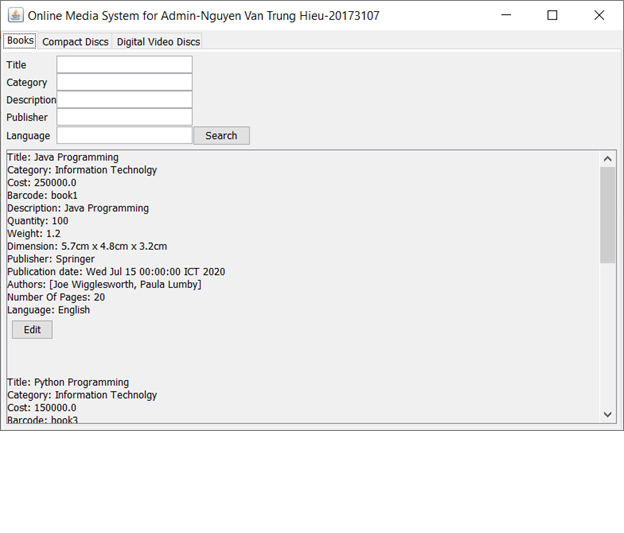 Online Media System for Admin-Nguyen Van Trung Hieu-20173107
Books Compact Discs Digital Video Discs
Title
Category
Description
Publisher
Language Search
Title: Java Programming
Category: Information Technolgy
Cost: 250000.0
Barcode: book1
Description: Java Programming
Quantity: 100
Weight: 1.2
Dimension: 5.7cm x 4.8cm x 3.2cm
Publisher: Springer
Publication date: Wed Jul 15 00:00:00 ICT 2020
Authors: [Joe Wigglesworth, Paula Lumby]
Number Of Pages: 20
Language: English
Edit
Title: Python Programming
Category: Information Technolgy
Cost: 150000.0
Barcode: book3